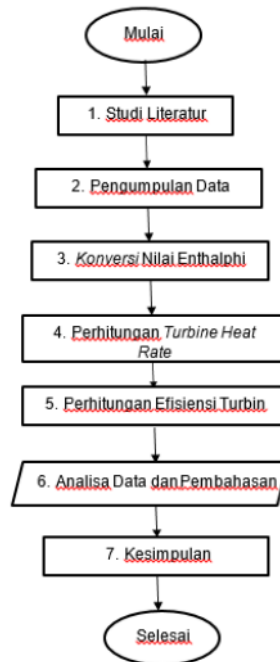 Mulai
1. Studi Literatur
2. Pengumpulan Data
3. Konversi Nilai Enthalphi
4. Perhitungan Turbine Heat
Rate
5. Perhitungan Efisiensi Turbin
6. Analisa Data dan Pembahasan
7. Kesimpulan
Selesai